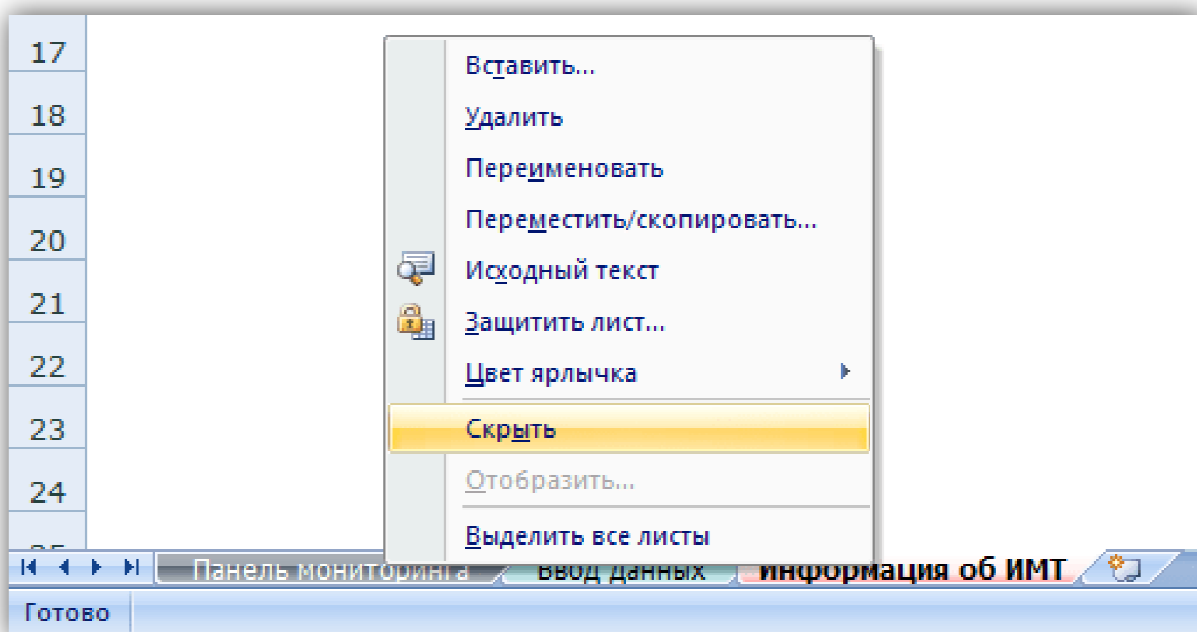 17
Вставить...
18
Удалить
19
Переименовать
20
Переместить/скопировать...
Исходный текст
21
Защитить лист...
22
Цвет ярлычка
23
Скрыть
24
Отобразить...
25
Выделить все листы
Панель мониторинга
Ввод данных
Информация об ИМТ
Готово